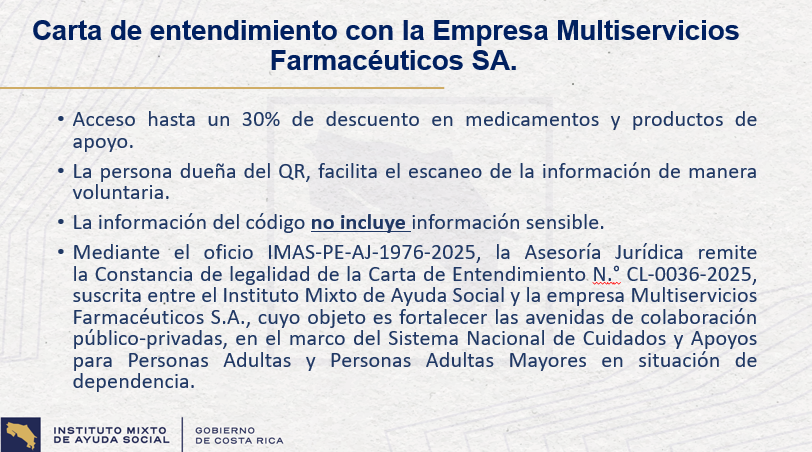 Carta de entendimiento con la Empresa Multiservicios
Farmacéuticos SA.
• Acceso hasta un 30% de descuento en medicamentos y productos de
apoyo.
• La persona dueña del QR, facilita el escaneo de la información de manera
voluntaria.
• La información del código no incluye información sensible.
• Mediante el oficio IMAS-PE-AJ-1976-2025, la Asesoría Jurídica remite
la Constancia de legalidad de la Carta de Entendimiento N.° CL-0036-2025,
suscrita entre el Instituto Mixto de Ayuda Social y la empresa Multiservicios
Farmacéuticos S.A., cuyo objeto es fortalecer las avenidas de colaboración
público-privadas, en el marco del Sistema Nacional de Cuidados y Apoyos
para Personas Adultas y Personas Adultas Mayores en situación de
dependencia.
INSTITUTO MIXTO
DE AYUDA SOCIAL
GOBIERNO
DE COSTA RICA